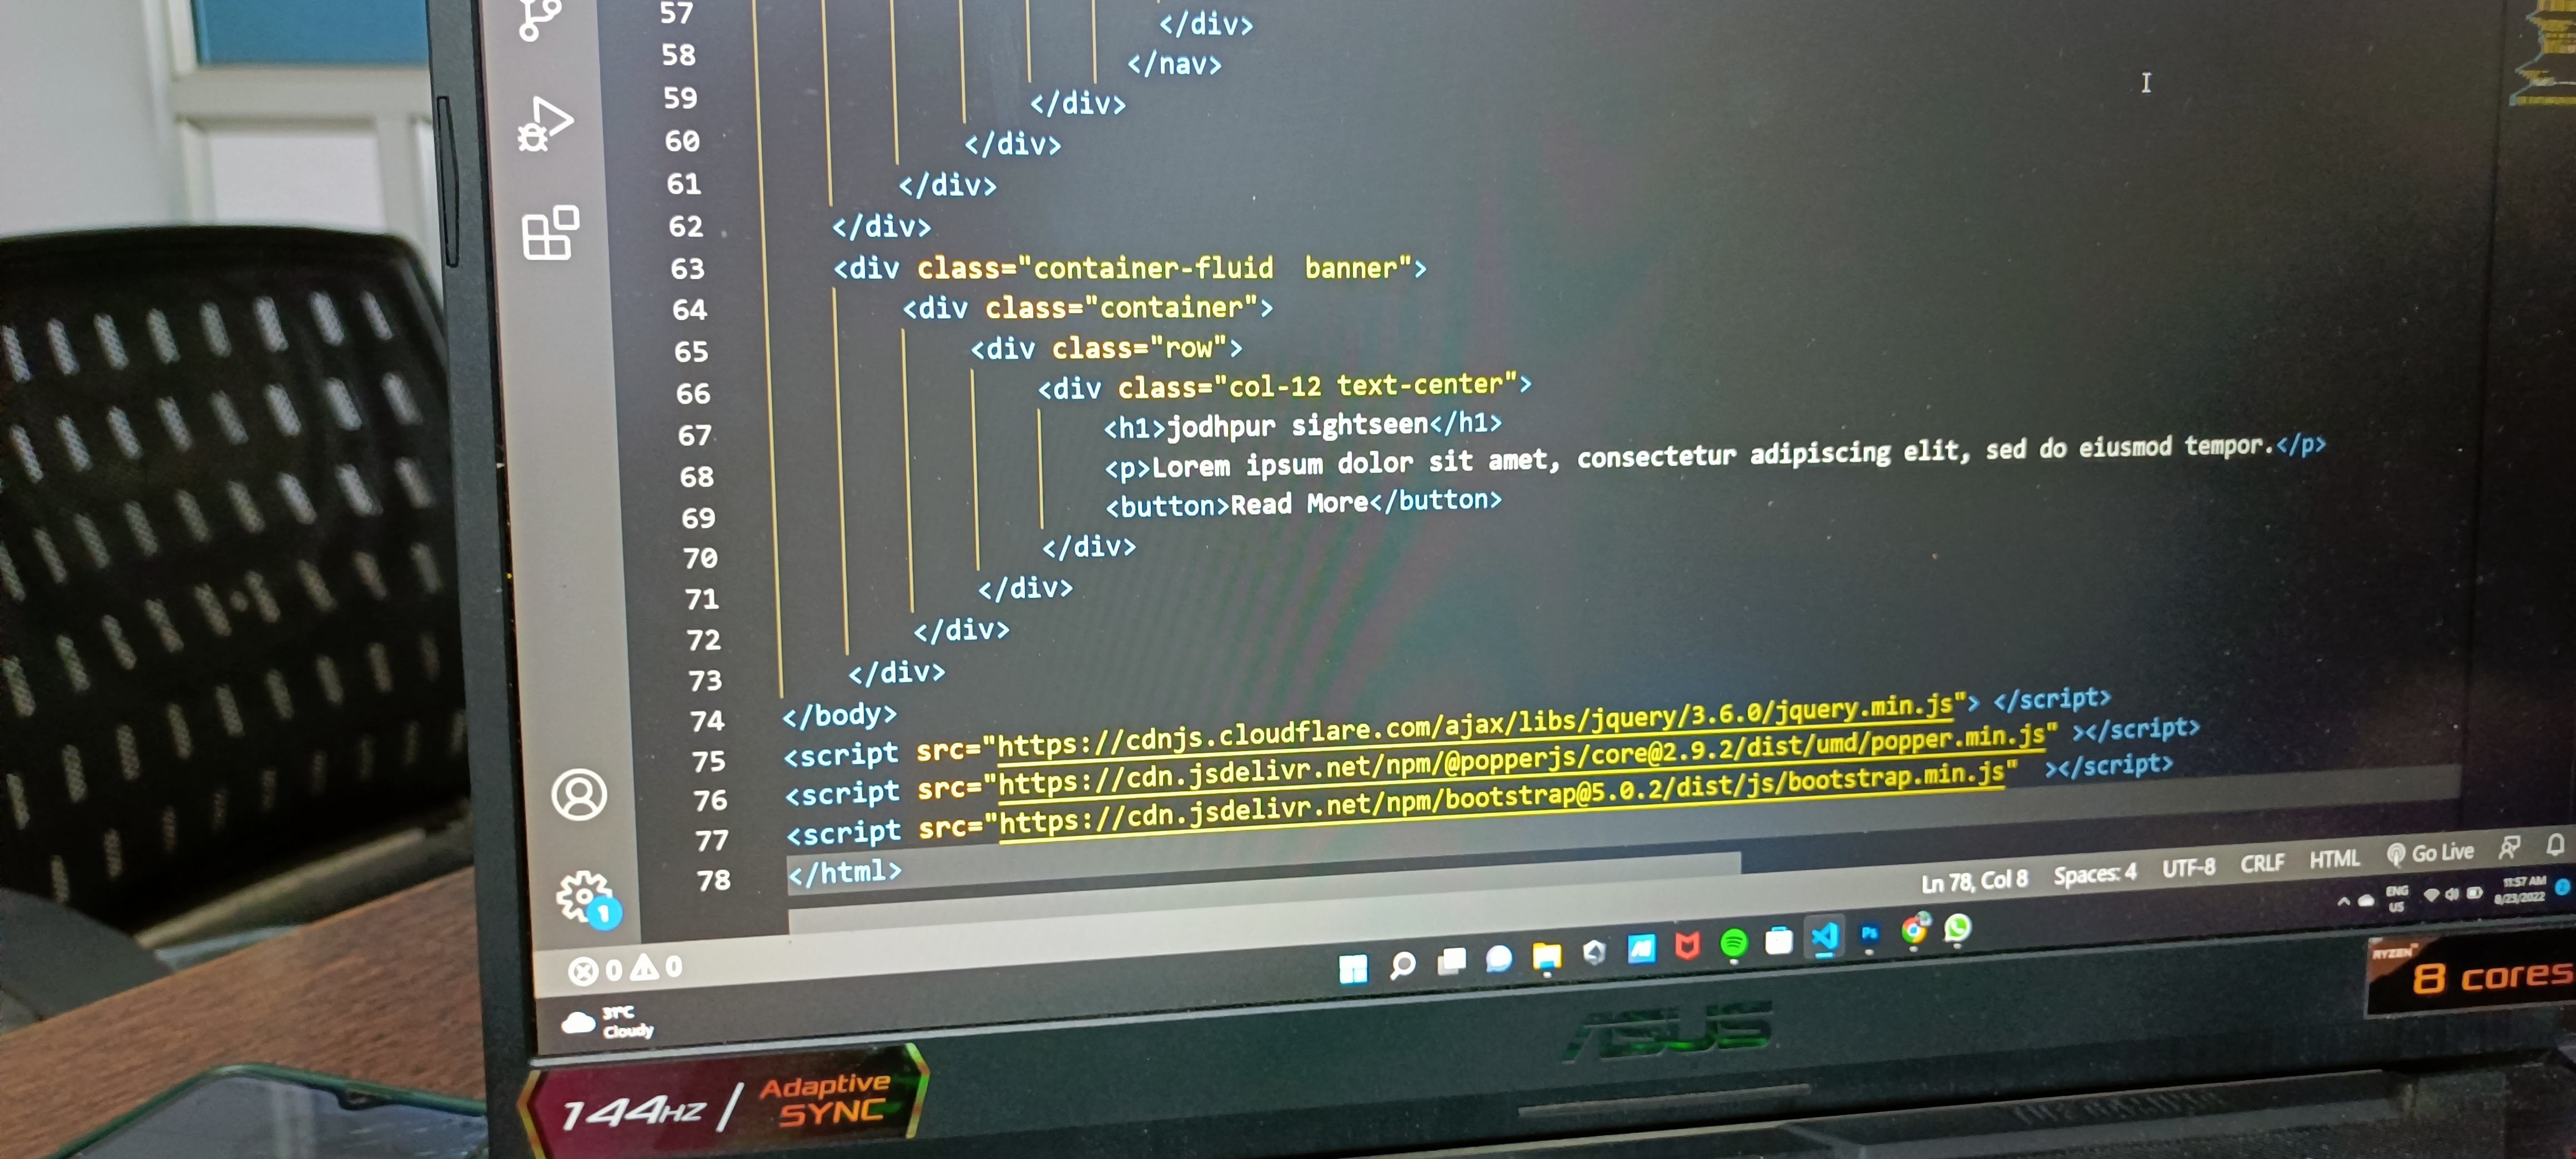 57 </div>
58 </nav>
59 </div>
60 </div>
61 </div>
62 </div>
63 <div class="container-fluid  banner">
64 <div class="container">
65 <div class="row">
66 <div class="col-12 text-center">
67 <h1>jodhpur sightseen</h1>
68 <p>Lorem ipsum dolor sit amet, consectetur adipiscing elit, sed do eiusmod tempor.</p>
69 <button>Read More</button>
70 </div>
71 </div>
72 </div>
73 </div>
74 </body>
75 <script src="https://cdnjs.cloudflare.com/ajax/libs/jquery/3.6.0/jquery.min.js"> </script>
76 <script src="https://cdn.jsdelivr.net/npm/@popperjs/core@2.9.2/dist/umd/popper.min.js" ></script>
77 <script src="https://cdn.jsdelivr.net/npm/bootstrap@5.0.2/dist/js/bootstrap.min.js"  ></script>
78 </html>
1
0 0
Ln 78, Col 8 Spaces: 4 UTF-8 CRLF HTML Go Live
31°C
Cloudy
Ps
ENG
US
11:57 AM
8/23/2022
RYZEN
8 cores
ASUS
144Hz / Adaptive
SYNC